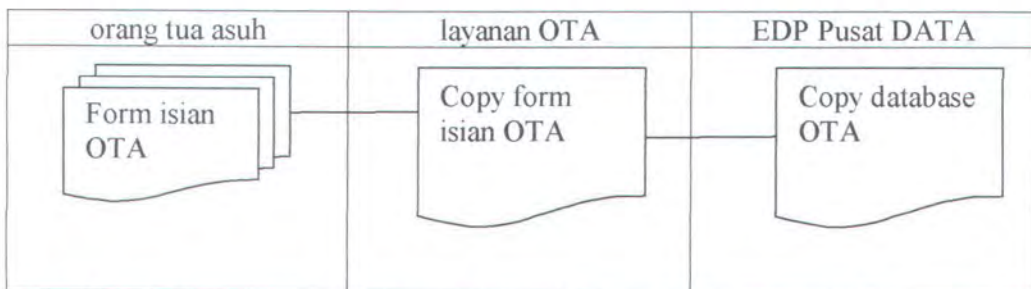 orang tua asuh
layanan OTA
EDP Pusat DATA
Form isian
OTA
Copy form
isian OTA
Copy database
OTA